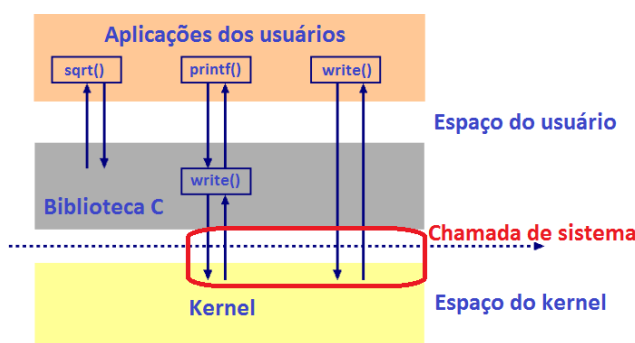 Aplicações dos usuários
sqrt()
printf()
write()
Espaço do usuário
write()
Biblioteca C
Chamada de sistema
Kernel
Espaço do kernel